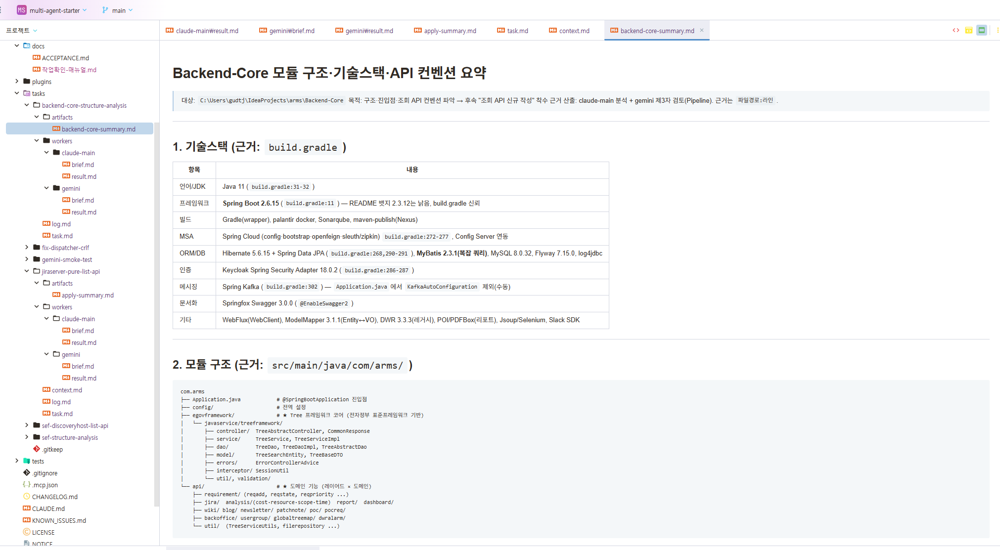 MS multi-agent-starter main
프로젝트
claude-main₩result.md gemini₩brief.md gemini₩result.md apply-summary.md task.md context.md backend-core-summary.md
docs
ACCEPTANCE.md
작업확인-매뉴얼.md
plugins
tasks
backend-core-structure-analysis
artifacts
backend-core-summary.md
workers
claude-main
brief.md
result.md
gemini
brief.md
result.md
log.md
task.md
fix-dispatcher-crlf
gemini-smoke-test
jiraserver-pure-list-api
artifacts
apply-summary.md
workers
claude-main
brief.md
result.md
gemini
brief.md
result.md
context.md
log.md
task.md
sef-discoveryhost-list-api
sef-structure-analysis
.gitkeep
tests
.gitignore
.mcp.json
CHANGELOG.md
CLAUDE.md
KNOWN_ISSUES.md
LICENSE
NOTICE
Backend-Core 모듈 구조·기술스택·API 컨벤션 요약
대상: C:\Users\gudtj\IdeaProjects\arms\Backend-Core 목적: 구조·진입점·조회 API 컨벤션 파악 → 후속 "조회 API 신규 작성" 착수 근거 산출: claude-main 분석 + gemini 제3자 검토(Pipeline). 근거는 파일경로:라인 .
1. 기술스택 (근거: build.gradle )
항목 내용
언어/JDK Java 11 ( build.gradle:31-32 )
프레임워크 Spring Boot 2.6.15 ( build.gradle:11 ) — README 뱃지 2.3.12는 낡음, build.gradle 신뢰
빌드 Gradle(wrapper), palantir docker, Sonarqube, maven-publish(Nexus)
MSA Spring Cloud (config·bootstrap·openfeign·sleuth/zipkin) build.gradle:272-277 , Config Server 연동
ORM/DB Hibernate 5.6.15 + Spring Data JPA ( build.gradle:268,290-291 ), MyBatis 2.3.1(복잡 쿼리), MySQL 8.0.32, Flyway 7.15.0, log4jdbc
인증 Keycloak Spring Security Adapter 18.0.2 ( build.gradle:286-287 )
메시징 Spring Kafka ( build.gradle:302 ) — Application.java 에서 KafkaAutoConfiguration 제외(수동)
문서화 Springfox Swagger 3.0.0 ( @EnableSwagger2 )
기타 WebFlux(WebClient), ModelMapper 3.1.1(Entity↔VO), DWR 3.3.3(레거시), POI/PDFBox(리포트), Jsoup/Selenium, Slack SDK
2. 모듈 구조 (근거: src/main/java/com/arms/ )
com.arms
├── Application.java # @SpringBootApplication 진입점
├── config/ # 전역 설정
├── egovframework/ # ★ Tree 프레임워크 코어 (전자정부 표준프레임워크 기반)
│ └── javaservice/treeframework/
│ ├── controller/ TreeAbstractController, CommonResponse
│ ├── service/ TreeService, TreeServiceImpl
│ ├── dao/ TreeDao, TreeDaoImpl, TreeAbstractDao
│ ├── model/ TreeSearchEntity, TreeBaseDTO
│ ├── errors/ ErrorControllerAdvice
│ ├── interceptor/ SessionUtil
│ └── util/, validation/
└── api/ # ★ 도메인 기능 (레이어드 × 도메인)
├── requirement/ (reqadd, reqstate, reqpriority ...)
├── jira/ analysis/(cost·resource·scope·time) report/ dashboard/
├── wiki/ blog/ newsletter/ patchnote/ poc/ pocreq/
├── backoffice/ usergroup/ globaltreemap/ dwralarm/
└── util/ (TreeServiceUtils, filerepository ...)